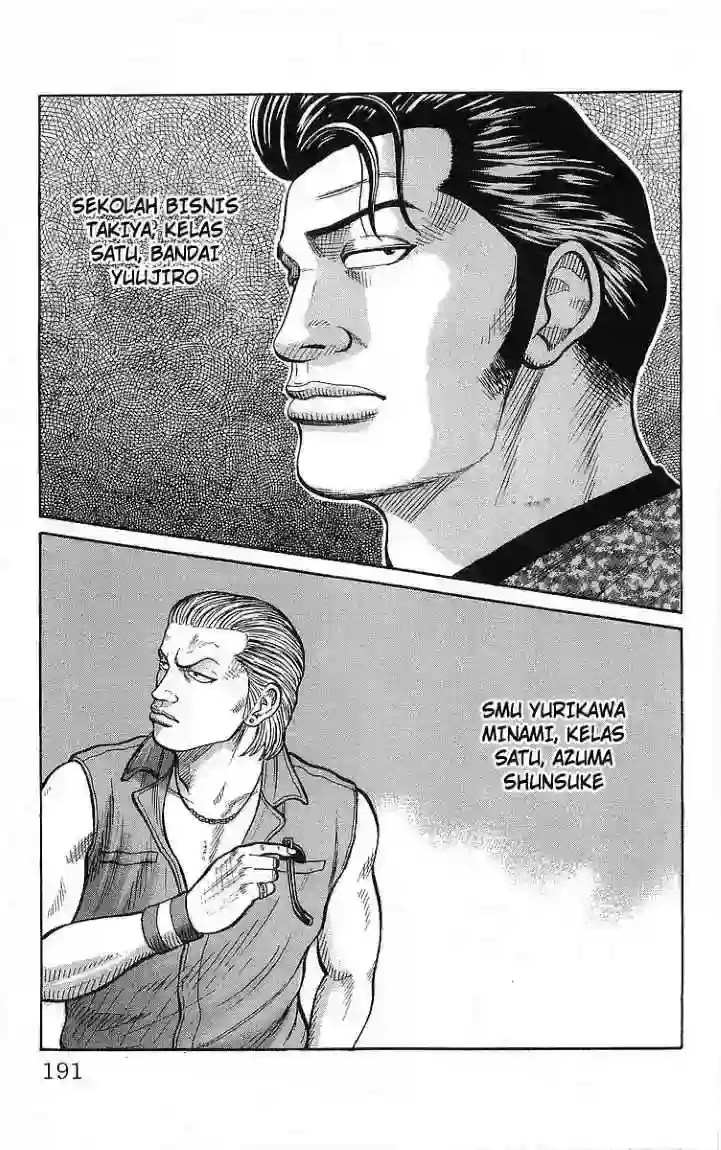 SEKOLAH BISNIS
TAKIYA, KELAS
SATU, BANDAI
YUUJIRO
SMU YURIKAWA
MINAMI, KELAS
SATU, AZUMA
SHUNSUKE
191